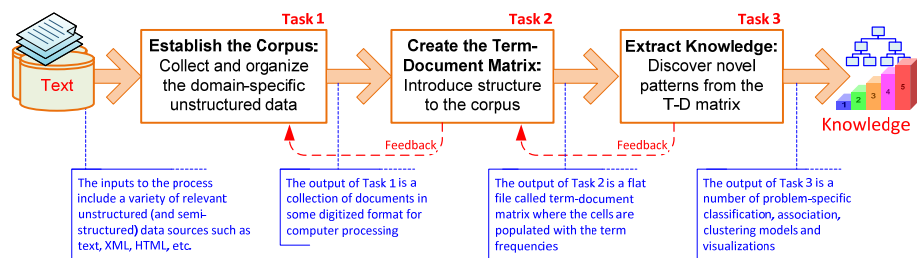 Task 1
Task 2
Task 3
Text
Establish the Corpus:
Collect and organize
the domain-specific
unstructured data
Create the Term-
Document Matrix:
Introduce structure
to the corpus
Extract Knowledge:
Discover novel
patterns from the
T-D matrix
1
2
3
4
5
Knowledge
Feedback
Feedback
The inputs to the process
include a variety of relevant
unstructured (and semi-
structured) data sources such as
text, XML, HTML, etc.
The output of Task 1 is a
collection of documents in
some digitized format for
computer processing
The output of Task 2 is a flat
file called term-document
matrix where the cells are
populated with the term
frequencies
The output of Task 3 is a
number of problem-specific
classification, association,
clustering models and
visualizations